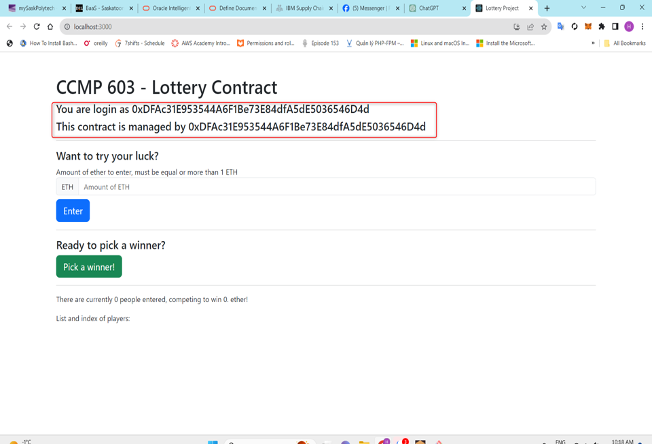 mySaskPolytech
BaaS - Saskatoon
Oracle Intelligen
Define Documen
IBM Supply Chain
(5) Messenger |
ChatGPT
Lottery Project
localhost:3000
How To Install Bash...
oreilly
7shifts - Schedule
AWS Academy Intro...
Permissions and rol...
Episode 153
Quản lý PHP-FPM -...
Linux and macOS In...
Install the Microsoft...
All Bookmarks
CCMP 603 - Lottery Contract
You are login as 0xDFAc31E953544A6F1Be73E84dfA5dE5036546D4d
This contract is managed by 0xDFAc31E953544A6F1Be73E84dfA5dE5036546D4d
Want to try your luck?
Amount of ether to enter, must be equal or more than 1 ETH
ETH Amount of ETH
Enter
Ready to pick a winner?
Pick a winner!
There are currently 0 people entered, competing to win 0. ether!
List and index of players:
-1°C
ENG
10:58 AM